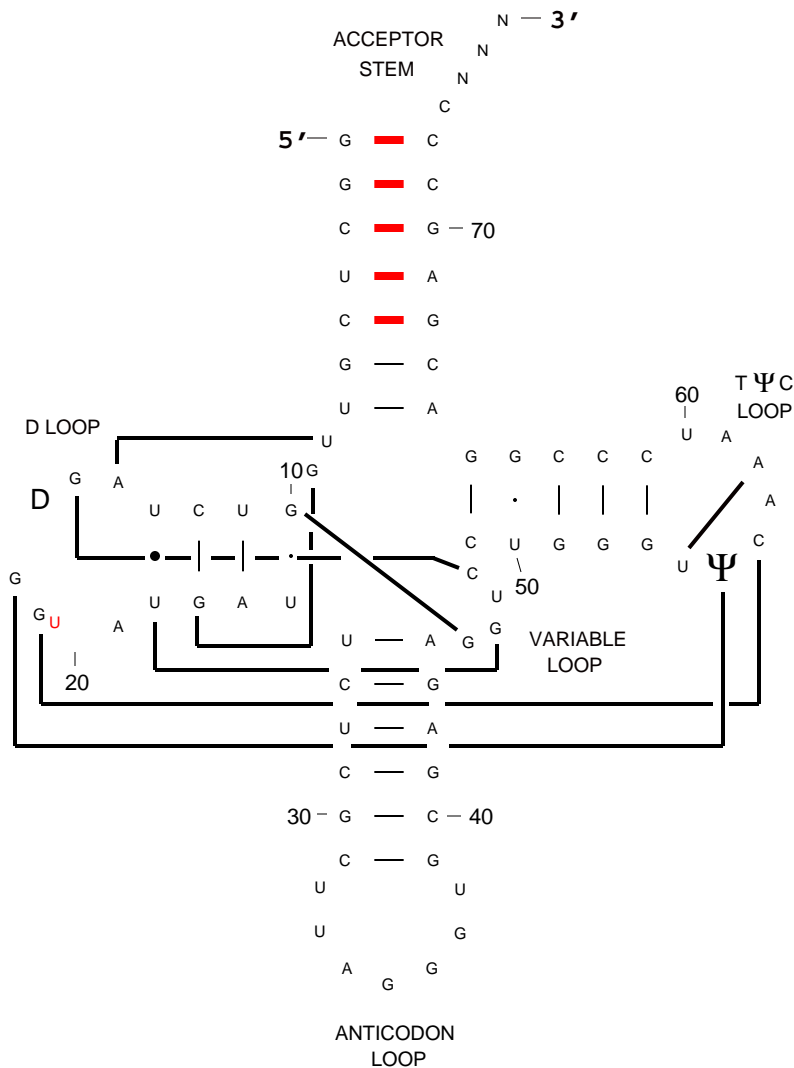 N 3′
ACCEPTOR
STEM
N
N
C
5′ G C
G C
C G 70
U A
C G
G C
U A
T Ψ C
LOOP
60
D LOOP
U
U A
G G C C C
A
10 G
G A
D
U C U G
A
C U G G G
C
U Ψ
C
50
G
U G A U
U
G U
A
G
U A G
VARIABLE
LOOP
20
C G
U A
C G
30 G C 40
C G
U U
U G
A G G
ANTICODON
LOOP